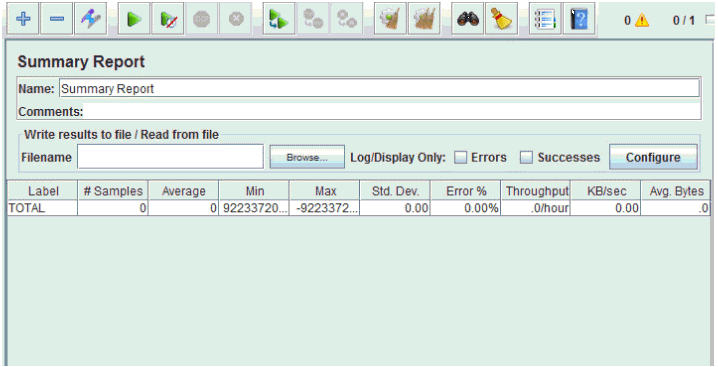 0 0 / 1
Summary Report
Name: Summary Report
Comments:
Write results to file / Read from file
Filename Browse... Log/Display Only: Errors Successes Configure
Label # Samples Average Min Max Std. Dev. Error % Throughput KB/sec Avg. Bytes
TOTAL 0 0 92233720... -9223372... 0.00 0.00% .0/hour 0.00 .0